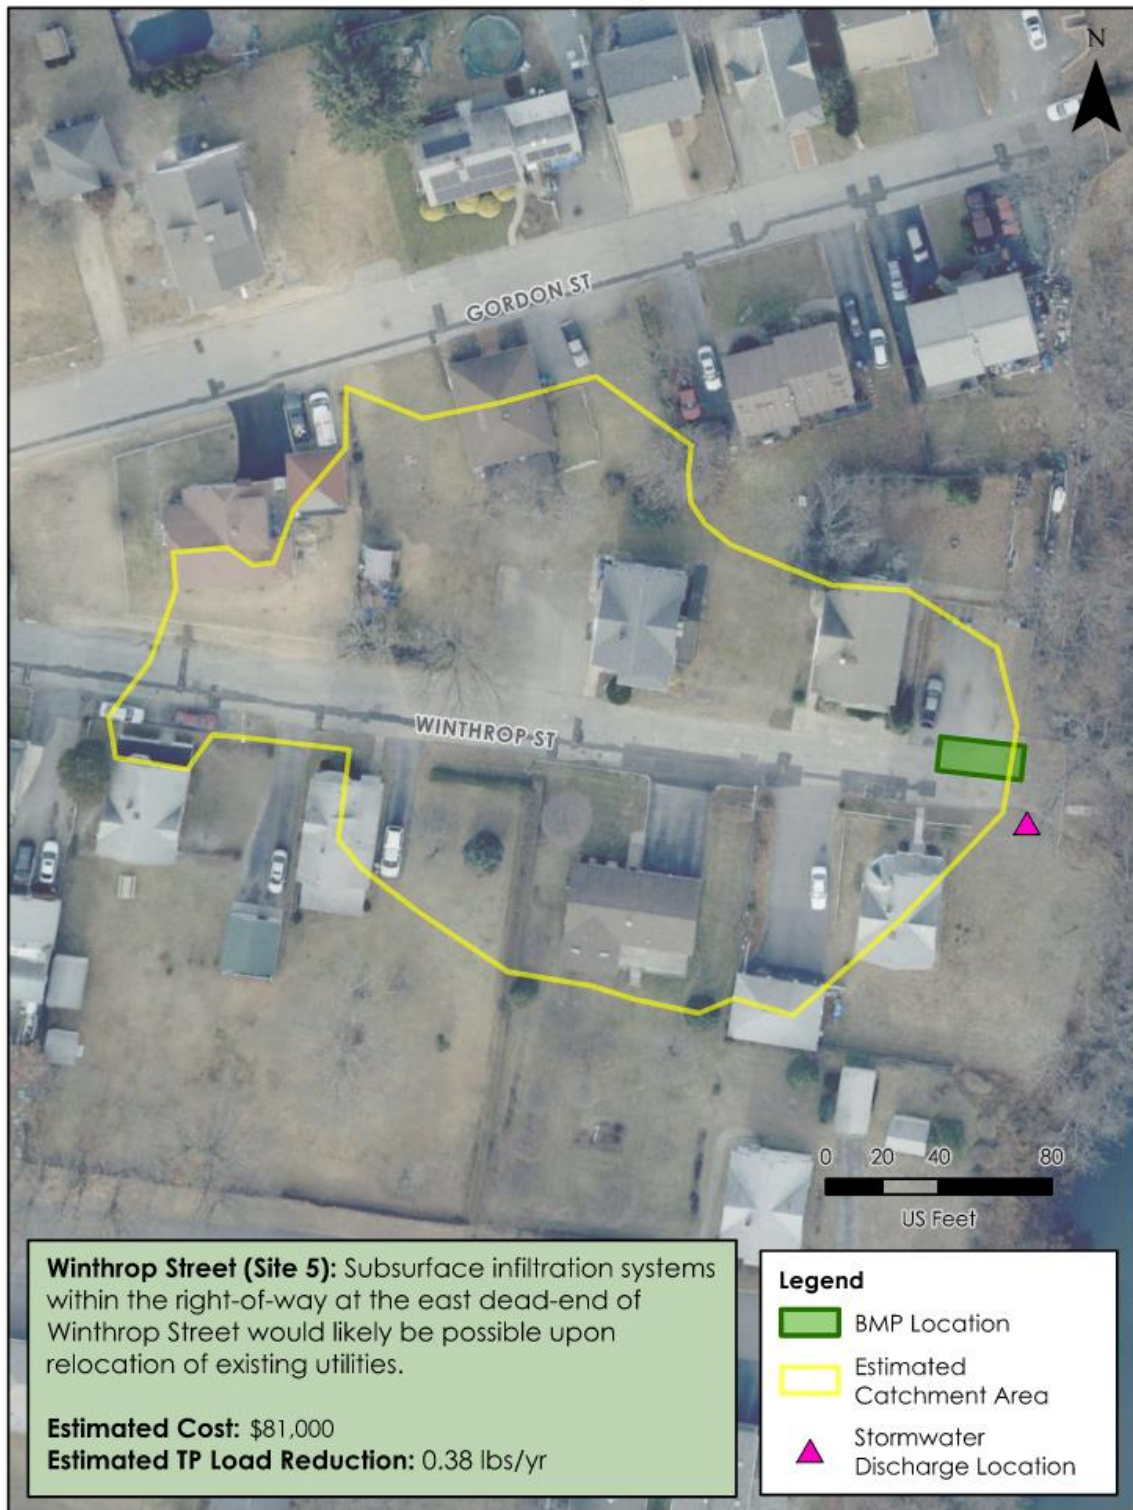 N
GORDON ST
WINTHROP ST
0 20 40 80
US Feet
Winthrop Street (Site 5): Subsurface infiltration systems
within the right-of-way at the east dead-end of
Winthrop Street would likely be possible upon
relocation of existing utilities.
Estimated Cost: $81,000
Estimated TP Load Reduction: 0.38 lbs/yr
Legend
BMP Location
Estimated
Catchment Area
Stormwater
Discharge Location